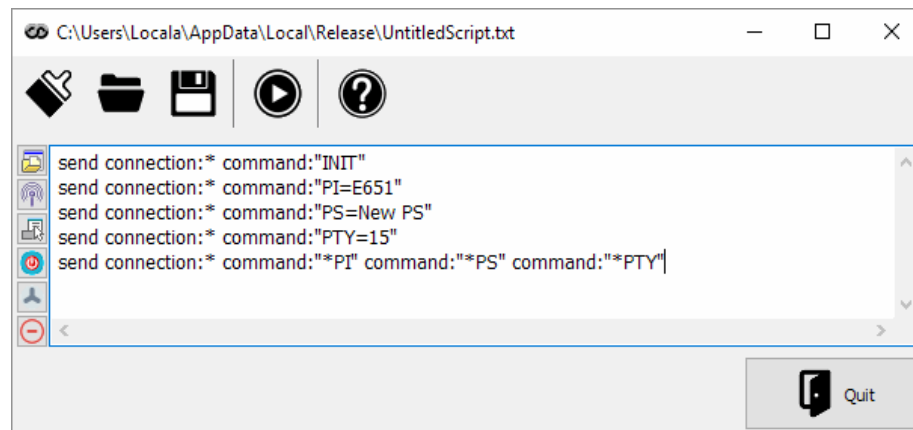 C:\Users\Locala\AppData\Local\Release\UntitledScript.txt
send connection:* command:"INIT"
send connection:* command:"PI=E651"
send connection:* command:"PS=New PS"
send connection:* command:"PTY=15"
send connection:* command:"*PI" command:"*PS" command:"*PTY"
Quit